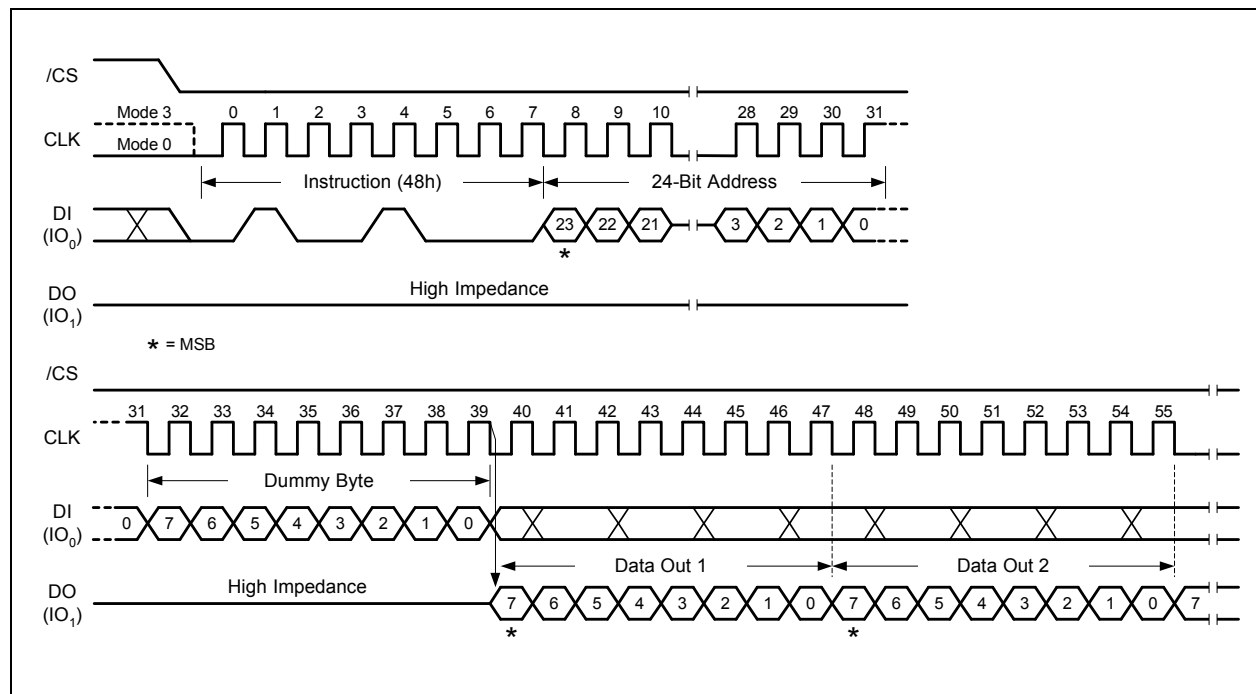 /CS
Mode 3 0 1 2 3 4 5 6 7 8 9 10 28 29 30 31
CLK
Mode 0
Instruction (48h) 24-Bit Address
DI
(IO0)
23 22 21 3 2 1 0
*
DO
(IO1)
High Impedance
* = MSB
/CS
31 32 33 34 35 36 37 38 39 40 41 42 43 44 45 46 47 48 49 50 51 52 53 54 55
CLK
Dummy Byte
DI
(IO0)
0 7 6 5 4 3 2 1 0
Data Out 1 Data Out 2
DO
(IO1)
High Impedance
7 6 5 4 3 2 1 0 7 6 5 4 3 2 1 0 7
* *